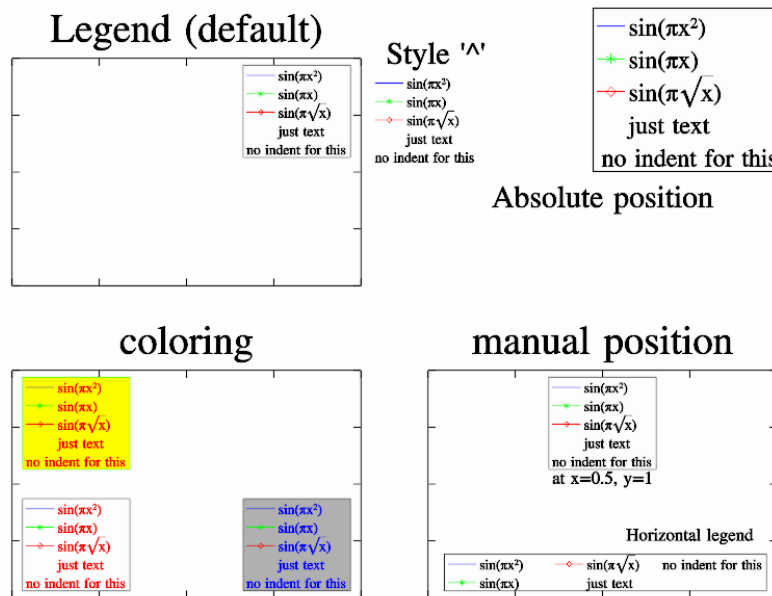 Legend (default)
sin(πx²)
sin(πx)
sin(π√x)
just text
no indent for this
Style '^'
sin(πx²)
sin(πx)
sin(π√x)
just text
no indent for this
sin(πx²)
sin(πx)
sin(π√x)
just text
no indent for this
Absolute position
coloring
sin(πx²)
sin(πx)
sin(π√x)
just text
no indent for this
sin(πx²)
sin(πx)
sin(π√x)
just text
no indent for this
sin(πx²)
sin(πx)
sin(π√x)
just text
no indent for this
manual position
sin(πx²)
sin(πx)
sin(π√x)
just text
no indent for this
at x=0.5, y=1
Horizontal legend
sin(πx²) sin(π√x) no indent for this
sin(πx) just text